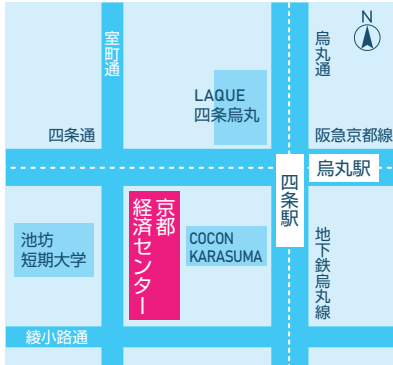 N
室町通
烏丸通
LAQUE
四条烏丸
四条通
阪急京都線
烏丸駅
四条駅
京都
経済センター
池坊
短期大学
COCON
KARASUMA
地下鉄烏丸線
綾小路通